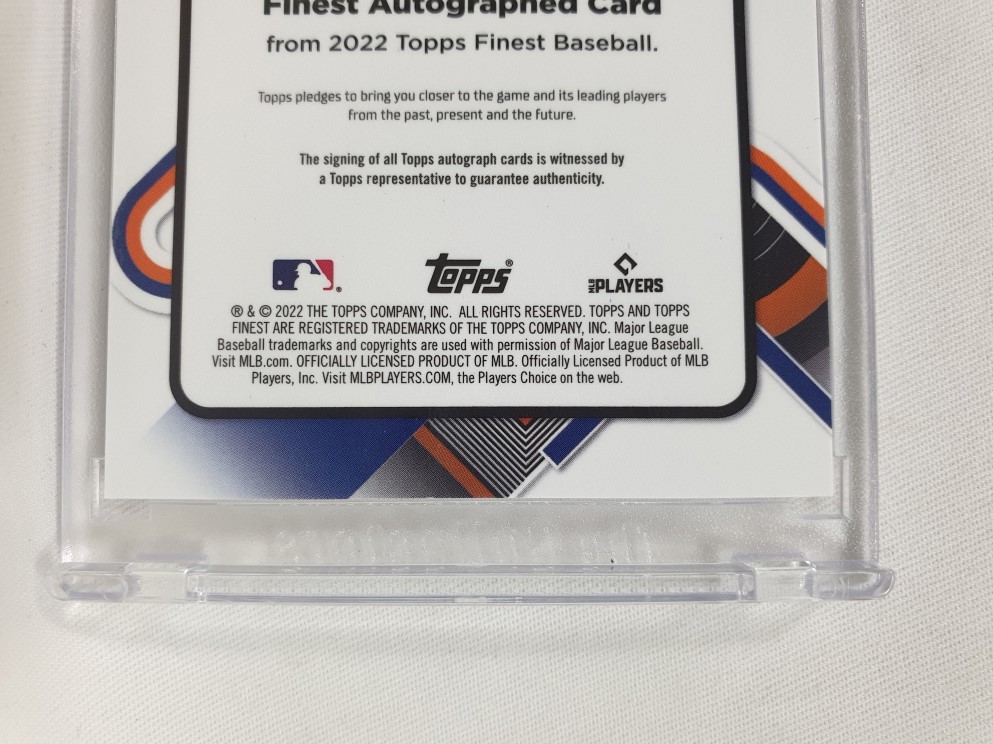 Finest Autographed Card
from 2022 Topps Finest Baseball.
Topps pledges to bring you closer to the game and its leading players
from the past, present and the future.
The signing of all Topps autograph cards is witnessed by
a Topps representative to guarantee authenticity.
® Topps® MLB PLAYERS
® & © 2022 THE TOPPS COMPANY, INC. ALL RIGHTS RESERVED. TOPPS AND TOPPS
FINEST ARE REGISTERED TRADEMARKS OF THE TOPPS COMPANY, INC. Major League
Baseball trademarks and copyrights are used with permission of Major League Baseball.
Visit MLB.com. OFFICIALLY LICENSED PRODUCT OF MLB. Officially Licensed Product of MLB
Players, Inc. Visit MLBPLAYERS.COM, the Players Choice on the web.